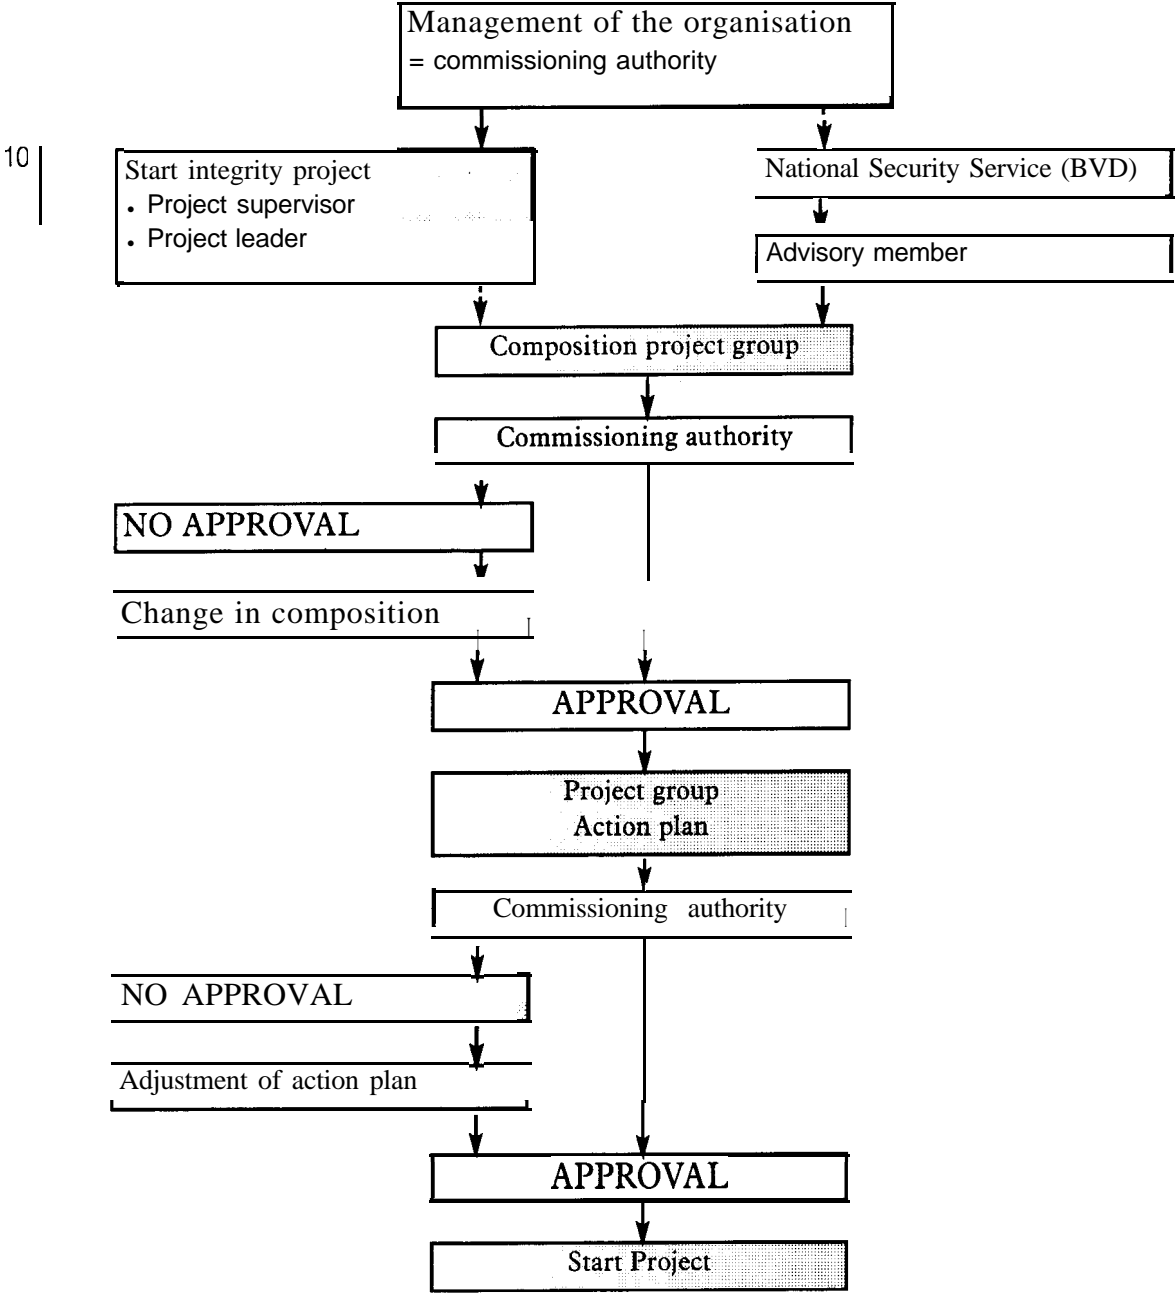 Management of the organisation
= commissioning authority
10
Start integrity project
• Project supervisor
• Project leader
National Security Service (BVD)
Advisory member
Composition project group
Commissioning authority
NO APPROVAL
Change in composition
APPROVAL
Project group
Action plan
Commissioning authority
NO APPROVAL
Adjustment of action plan
APPROVAL
Start Project